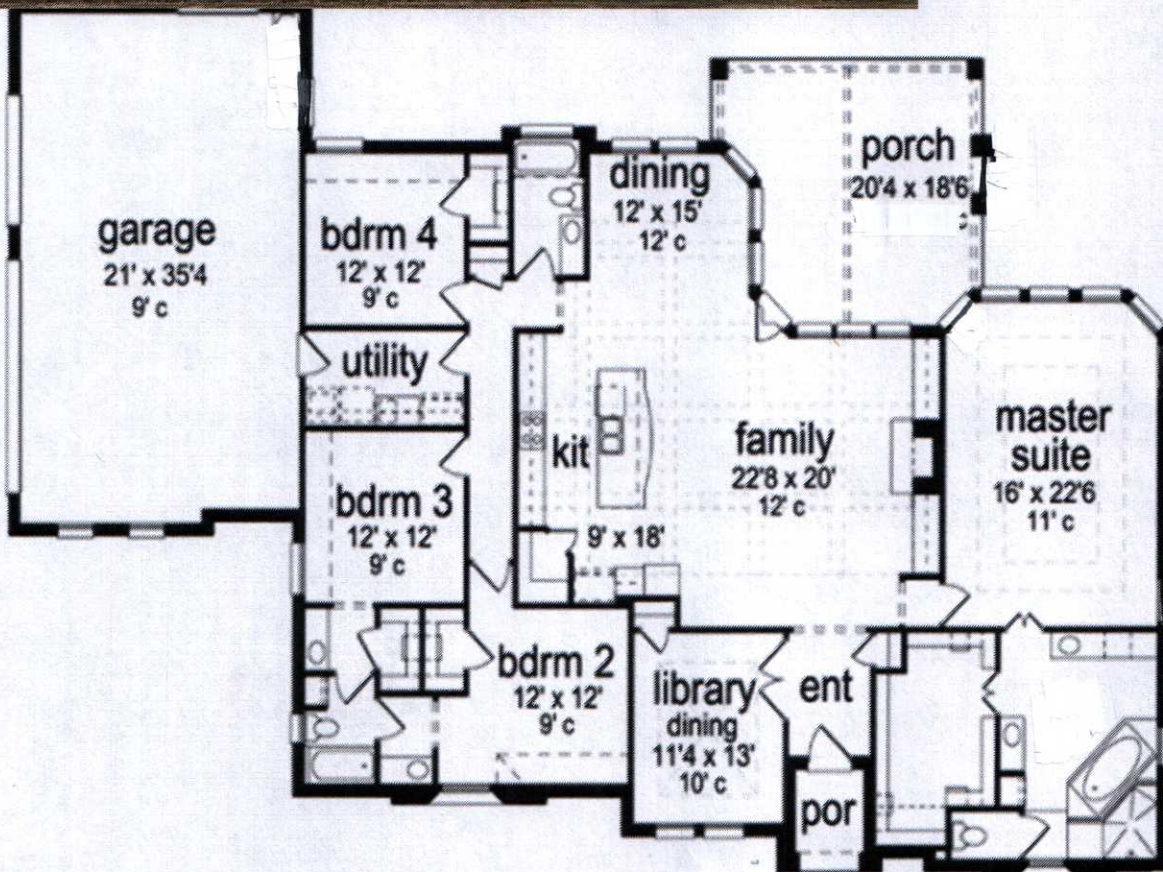 porch
20'4 x 18'6
c
dining
12' x 15'
12' c
garage
21' x 35'4
9' c
bdrm 4
12' x 12'
9' c
utility
kit
9' x 18'
family
22'8 x 20'
12' c
master
suite
16' x 22'6
11' c
bdrm 3
12' x 12'
9' c
bdrm 2
12' x 12'
9' c
library
dining
11'4 x 13'
10' c
ent
por